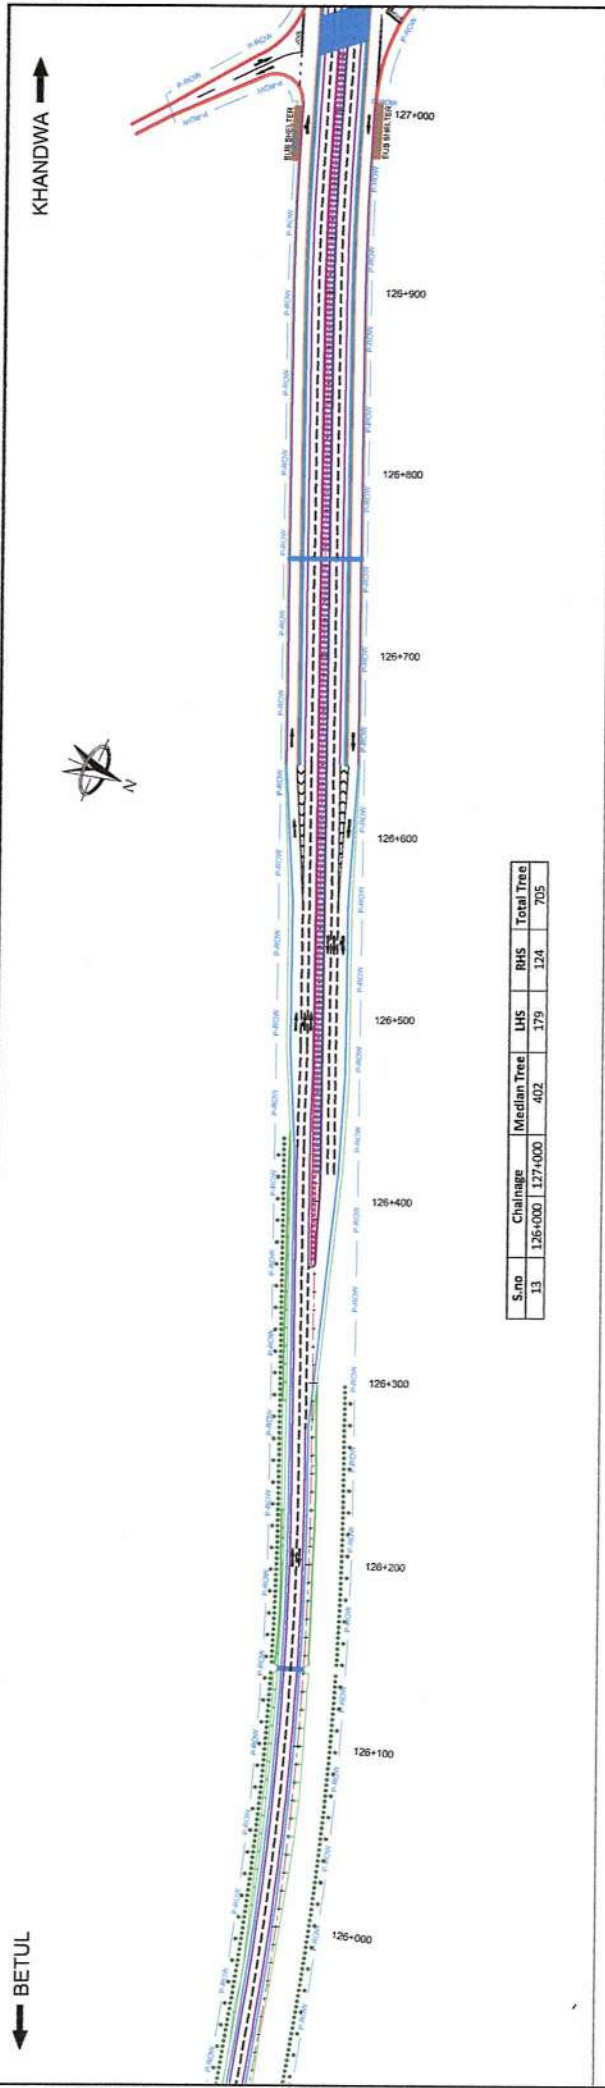 ← BETUL
KHANDWA →
N
P-ROW
BUS SHELTER
BUS SHELTER
126+000
126+100
126+200
126+300
126+400
126+500
126+600
126+700
126+800
126+900
127+000
S.no Chainage Median Tree LHS RHS Total Tree
13 126+000 127+000 402 179 124 705